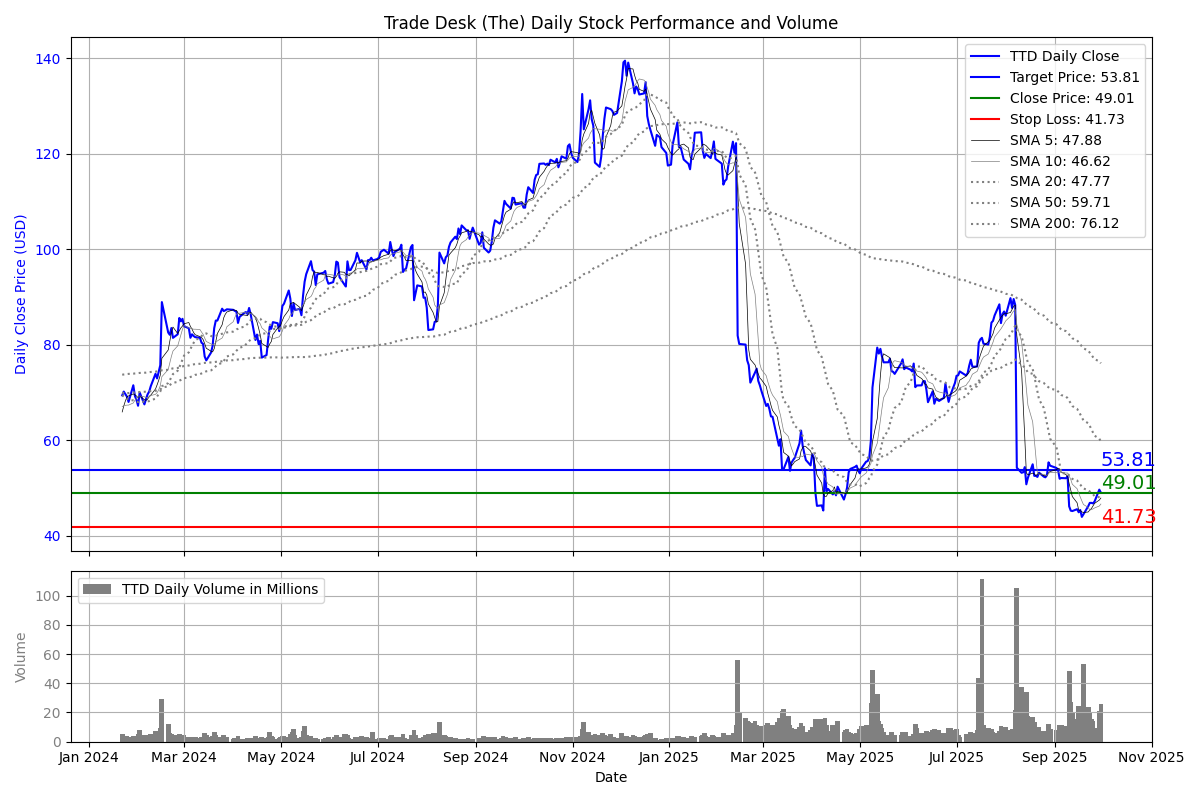 Trade Desk (The) Daily Stock Performance and Volume
Daily Close Price (USD)
140
120
100
80
60
40
TTD Daily Close
Target Price: 53.81
Close Price: 49.01
Stop Loss: 41.73
SMA 5: 47.88
SMA 10: 46.62
SMA 20: 47.77
SMA 50: 59.71
SMA 200: 76.12
53.81
49.01
41.73
Volume
100
80
60
40
20
0
TTD Daily Volume in Millions
Jan 2024
Mar 2024
May 2024
Jul 2024
Sep 2024
Nov 2024
Jan 2025
Mar 2025
May 2025
Jul 2025
Sep 2025
Nov 2025
Date